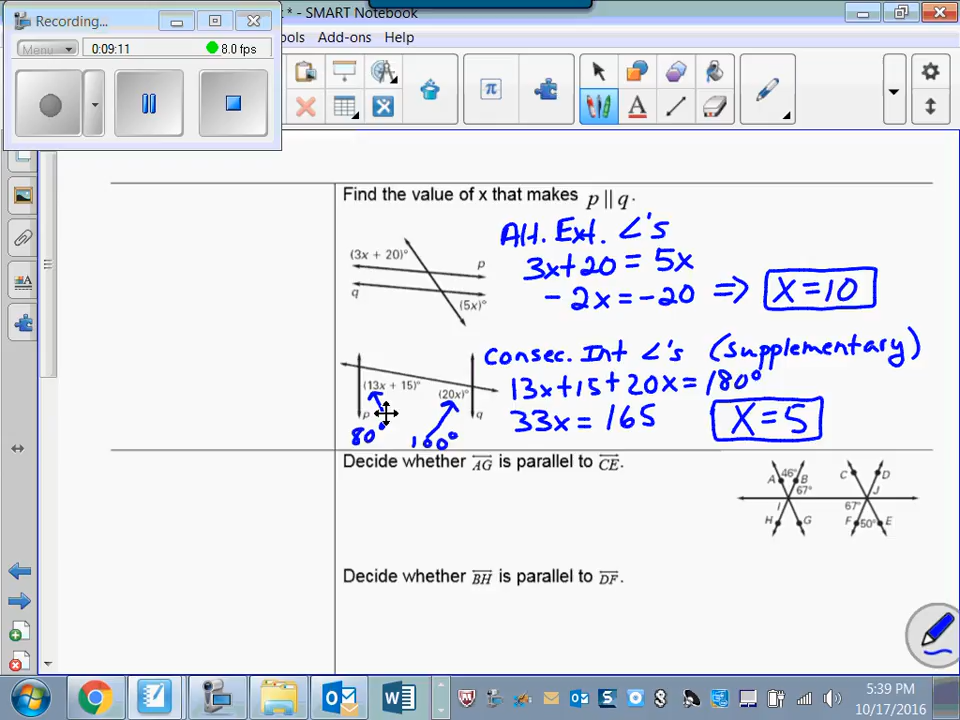 Recording...
Menu
0:09:11
8.0 fps
* - SMART Notebook
ols Add-ons Help
π
A
Find the value of x that makes p || q.
(3x + 20)°
p
q
(5x)°
Alt. Ext. ∠'s
3x+20 = 5x
-2x = -20 => x=10
(13x + 15)°
(20x)°
p
q
80°
100°
Consec. Int ∠'s (supplementary)
13x+15+20x=180°
33x = 165
x=5
Decide whether AG is parallel to CE.
A 46° B
67°
I
H G
C D
J
67°
F 50° E
Decide whether BH is parallel to DF.
5:39 PM
10/17/2016